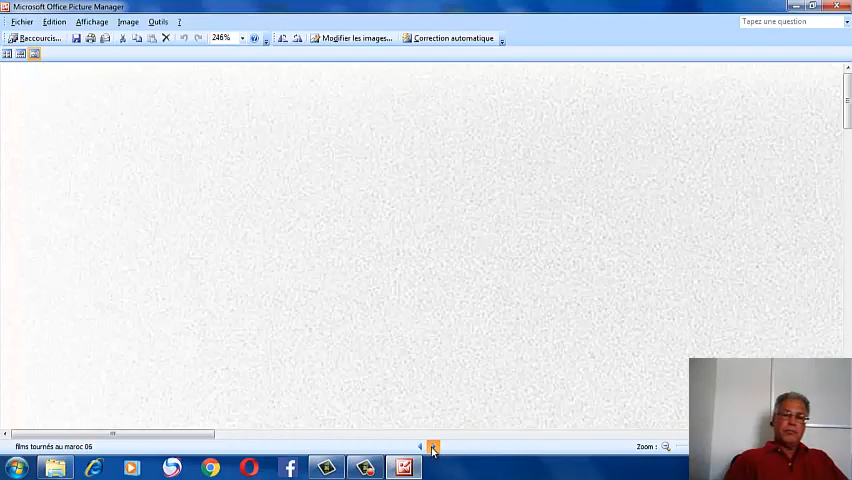 Microsoft Office Picture Manager
Fichier Edition Affichage Image Outils ?
Tapez une question
Raccourcis... 246% Modifier les images... Correction automatique
films tournés au maroc 06
Zoom :